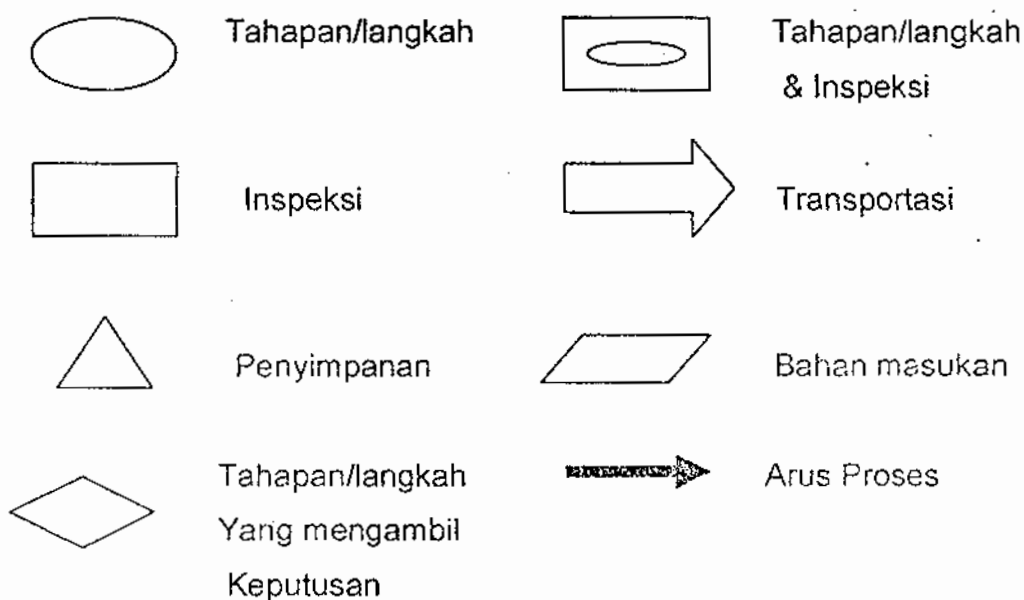 Tahapan/langkah
Tahapan/langkah
& Inspeksi
Inspeksi
Transportasi
Penyimpanan
Bahan masukan
Tahapan/langkah
Yang mengambil
Keputusan
Arus Proses